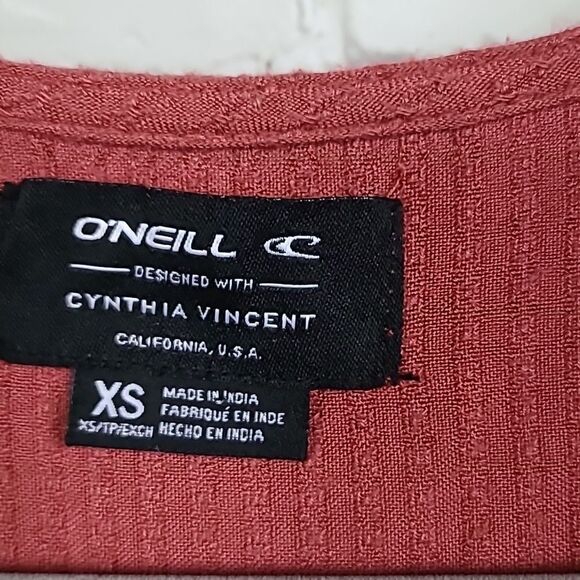 O'NEILL
DESIGNED WITH
CYNTHIA VINCENT
CALIFORNIA, U.S.A.
XS
XS/TP/EXCH
MADE IN INDIA
FABRIQUÉ EN INDE
HECHO EN INDIA